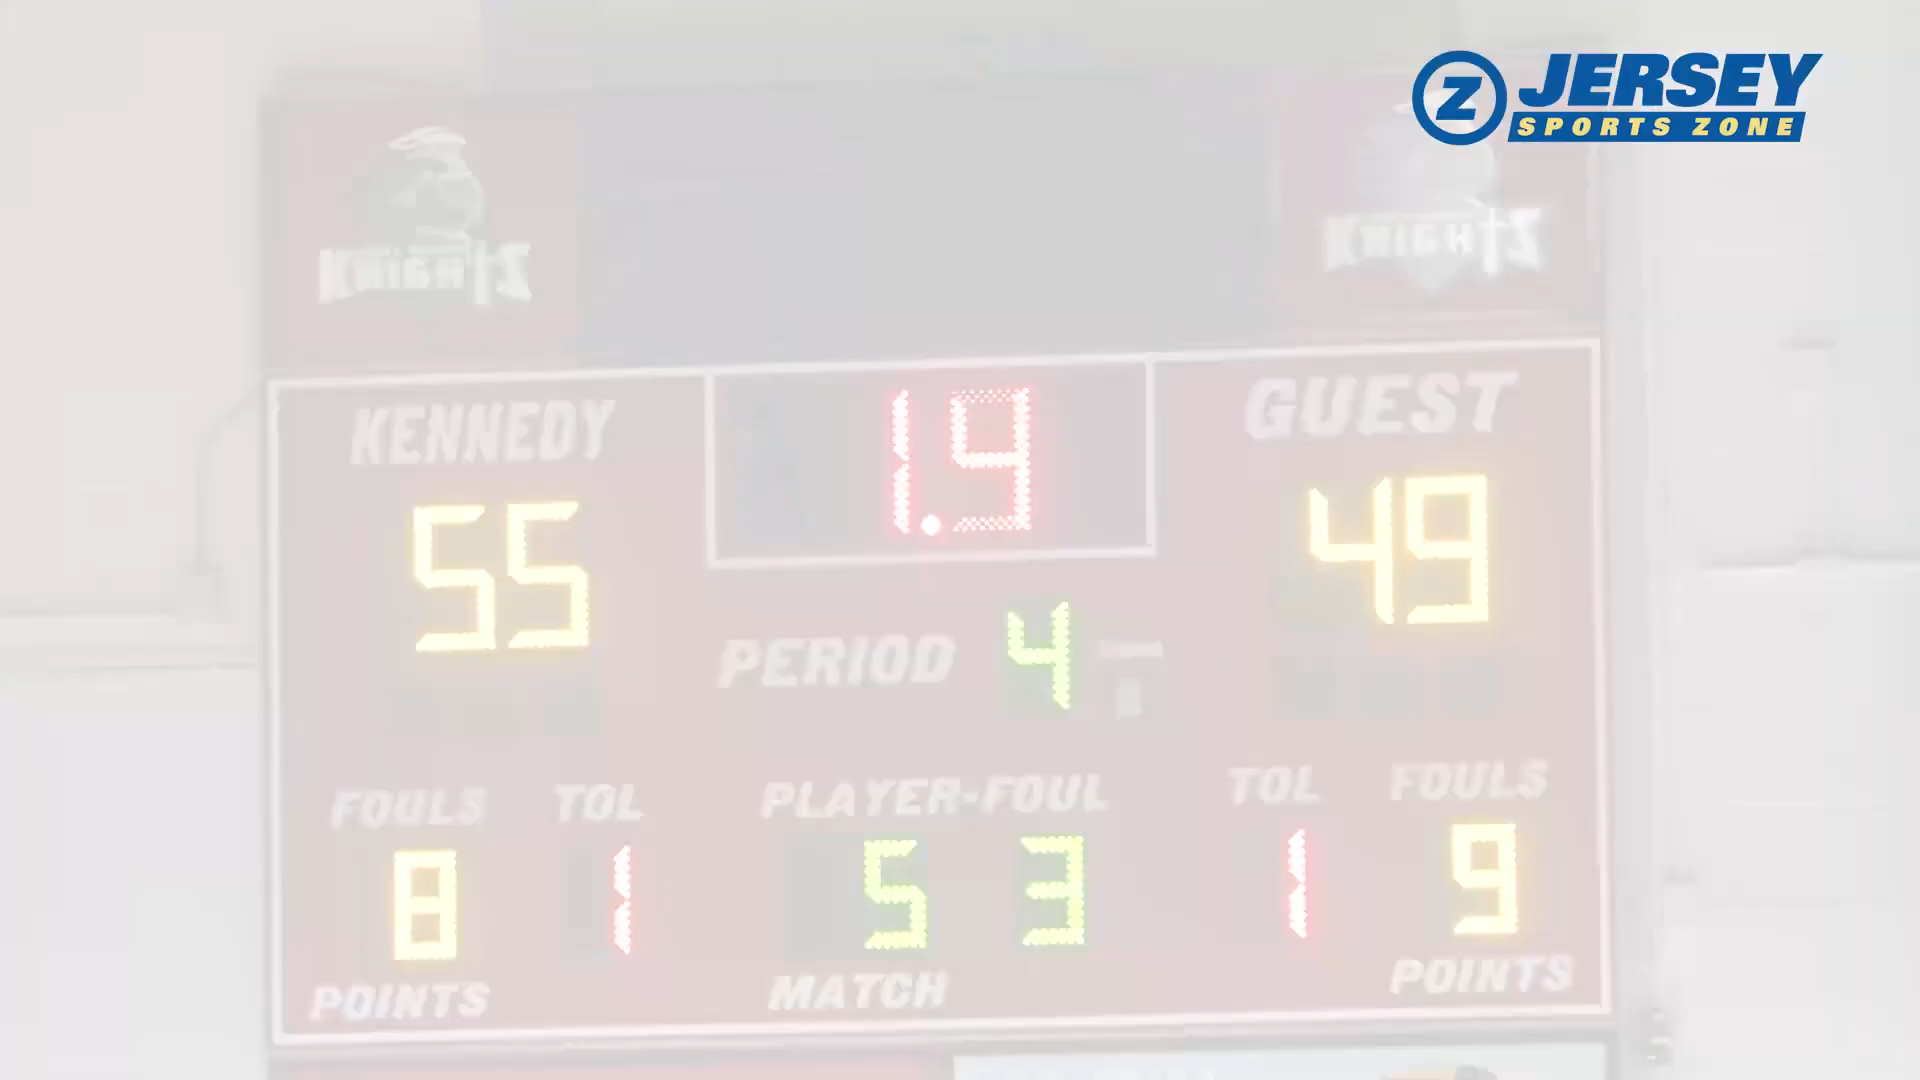 Z JERSEY
SPORTS ZONE
KNIGHTS
KNIGHTS
KENNEDY
1.9
GUEST
55
49
PERIOD 4
FOULS TOL PLAYER-FOUL TOL FOULS
8 1 5 3 1 9
POINTS MATCH POINTS